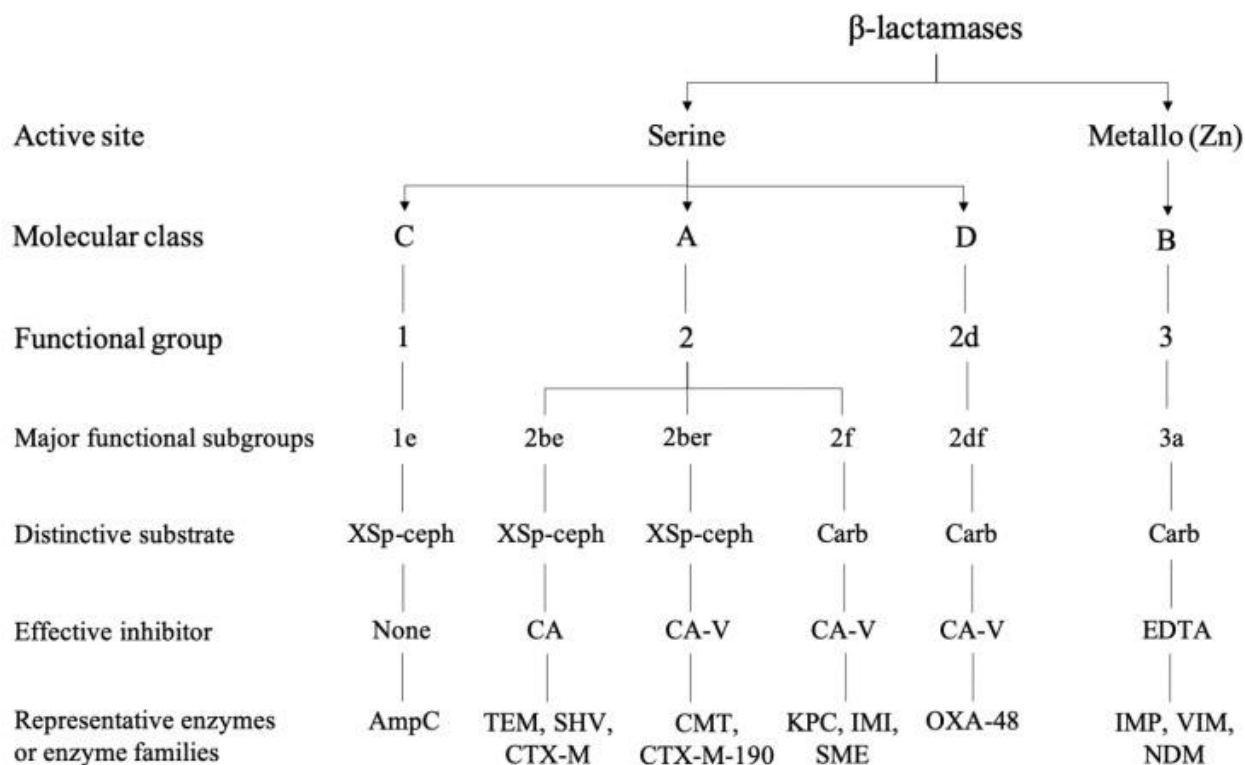 β-lactamases
Active site Serine Metallo (Zn)
Molecular class C A D B
Functional group 1 2 2d 3
Major functional subgroups 1e 2be 2ber 2f 2df 3a
Distinctive substrate XSp-ceph XSp-ceph XSp-ceph Carb Carb Carb
Effective inhibitor None CA CA-V CA-V CA-V EDTA
Representative enzymes AmpC TEM, SHV, CMT, KPC, IMI, OXA-48 IMP, VIM,
or enzyme families CTX-M CTX-M-190 SME NDM